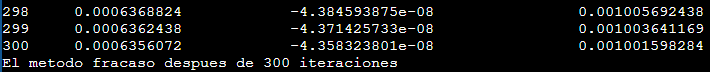 298 0.0006368824 -4.384593875e-08 0.001005692438
299 0.0006362438 -4.371425733e-08 0.001003641169
300 0.0006356072 -4.358323801e-08 0.001001598284
El metodo fracaso despues de 300 iteraciones